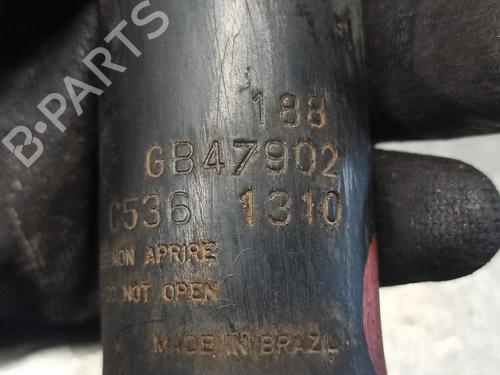 B-PARTS
188
GB47902
C536 1310
NON APRIRE
DO NOT OPEN
MADE IN BRAZIL